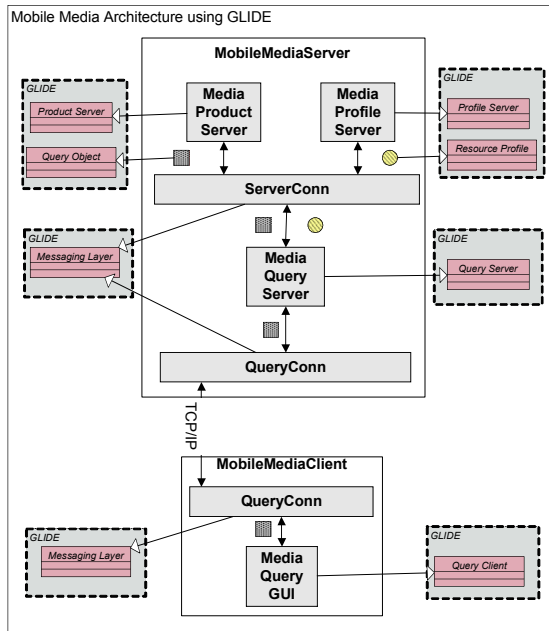 Mobile Media Architecture using GLIDE
MobileMediaServer
GLIDE
Product Server
Query Object
Media
Product
Server
Media
Profile
Server
GLIDE
Profile Server
Resource Profile
ServerConn
GLIDE
Messaging Layer
Media
Query
Server
GLIDE
Query Server
QueryConn
TCP/IP
MobileMediaClient
QueryConn
GLIDE
Messaging Layer
Media
Query
GUI
GLIDE
Query Client